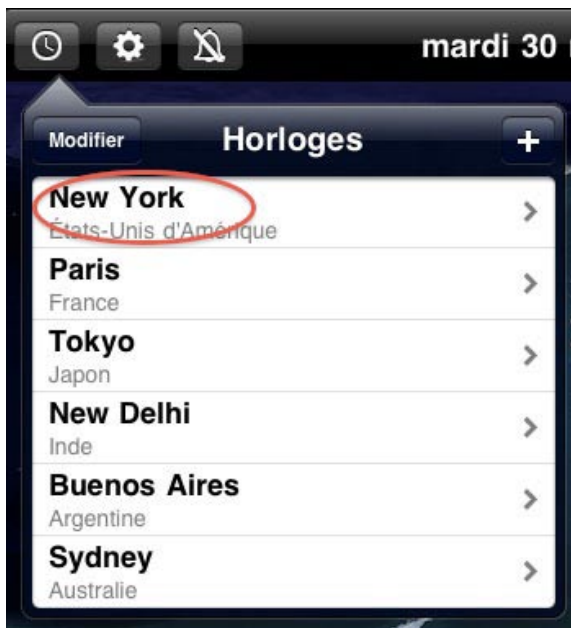 mardi 30
Modifier Horloges +
New York
États-Unis d'Amérique
Paris
France
Tokyo
Japon
New Delhi
Inde
Buenos Aires
Argentine
Sydney
Australie